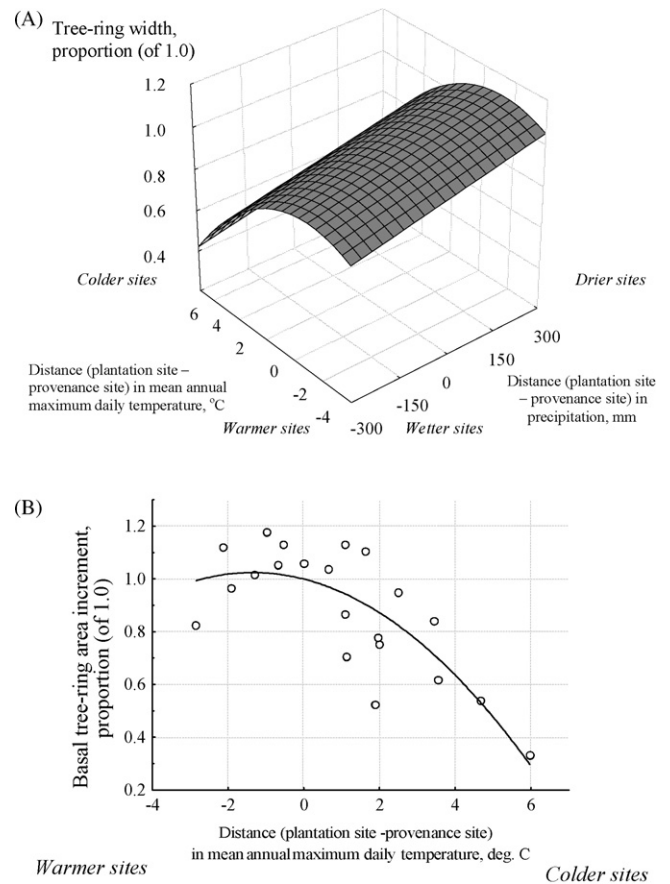 (A)
Tree-ring width,
proportion (of 1.0)
1.2
1.0
0.8
0.6
0.4
Colder sites
Drier sites
6
4
2
0
-2
-4
300
150
0
-150
-300
Distance (plantation site –
provenance site) in mean annual
maximum daily temperature, °C
Distance (plantation site
– provenance site) in
precipitation, mm
Warmer sites
Wetter sites
(B)
Basal tree-ring area increment,
proportion (of 1.0)
1.2
1.0
0.8
0.6
0.4
0.2
-4 -2 0 2 4 6
Distance (plantation site -provenance site)
in mean annual maximum daily temperature, deg. C
Warmer sites
Colder sites